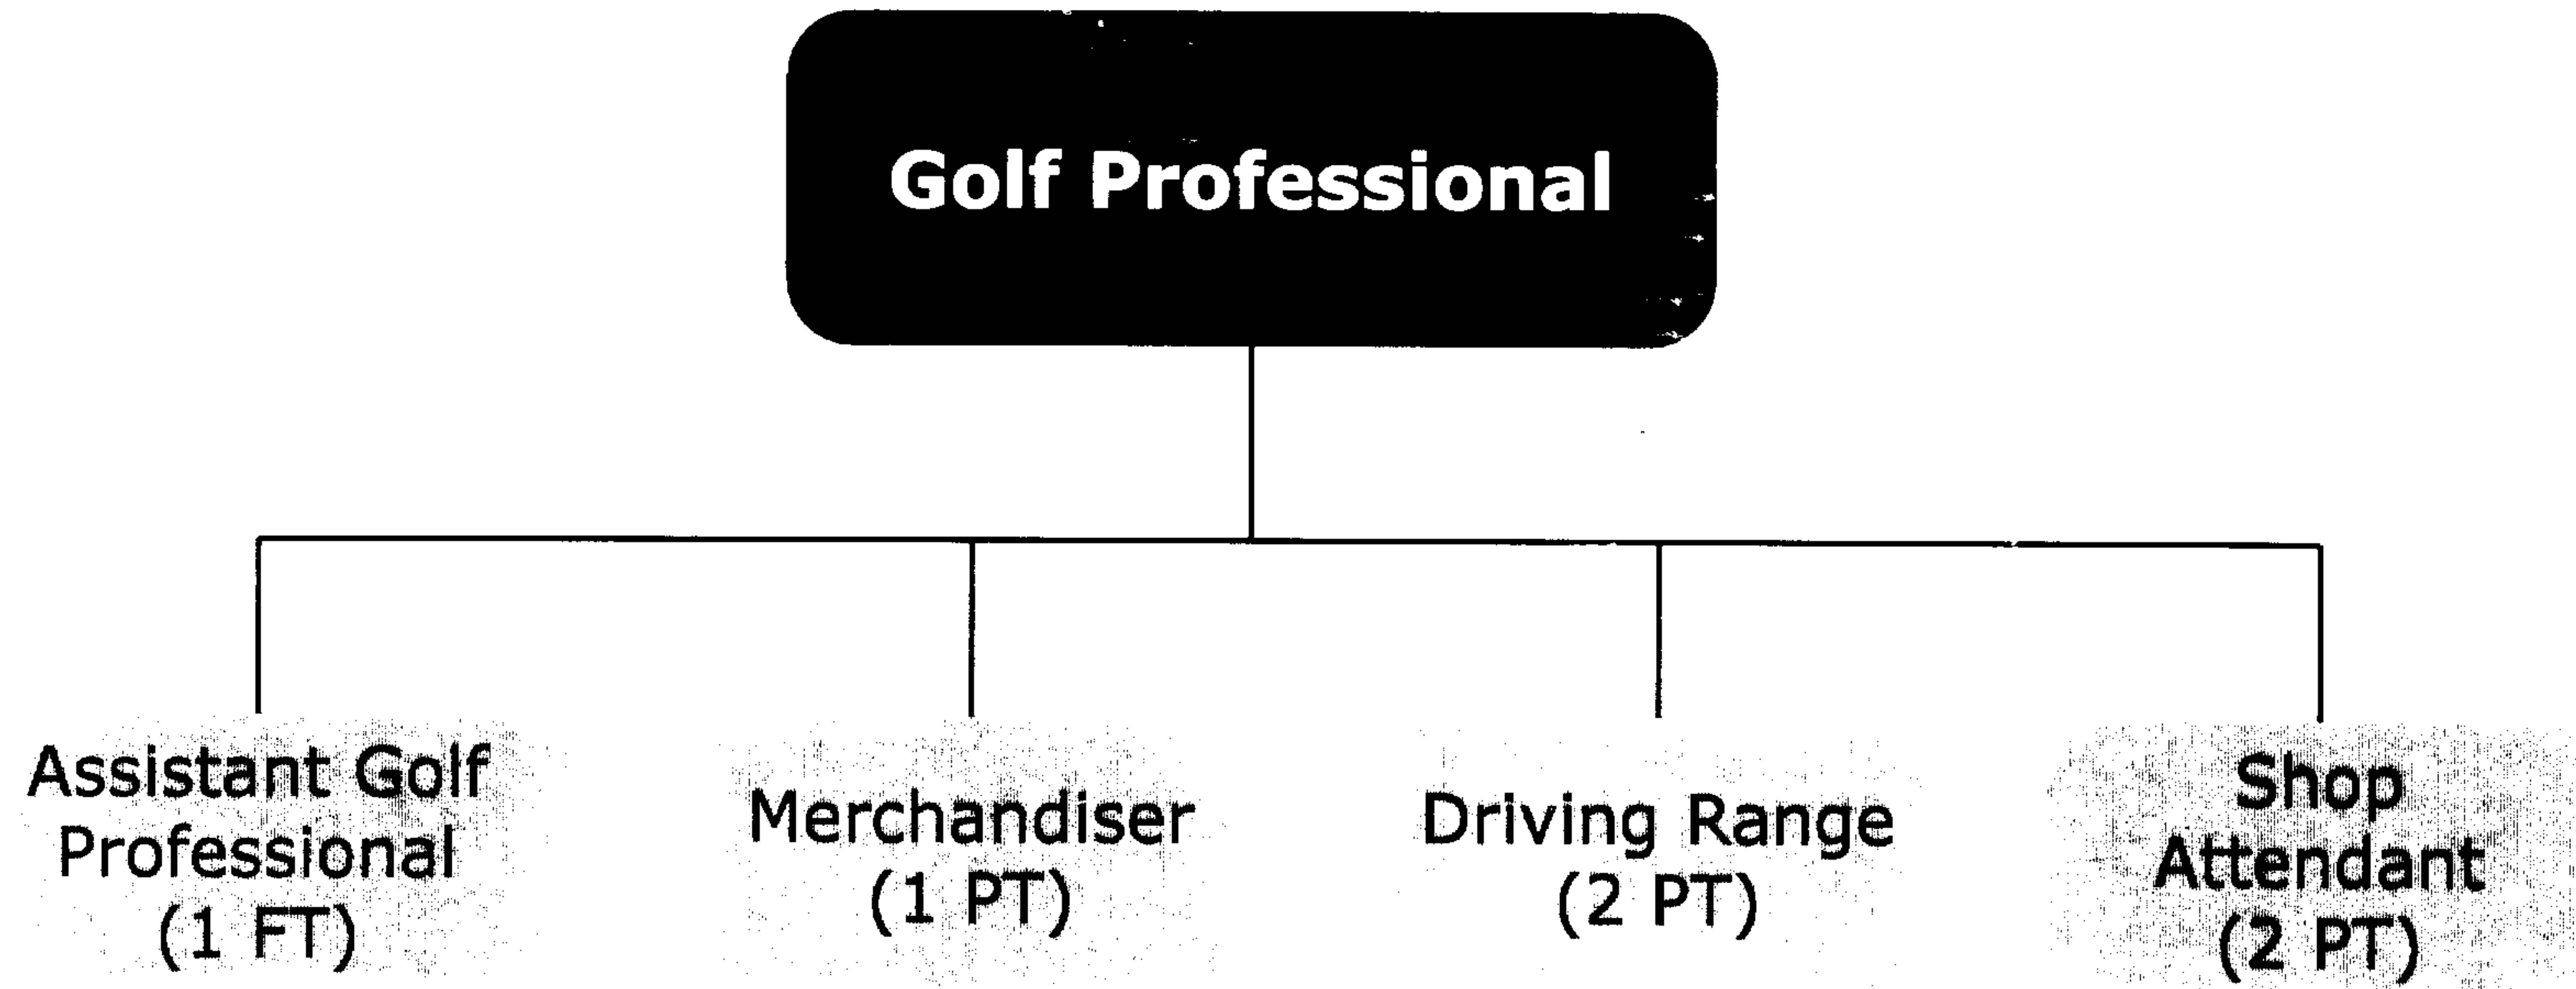 Golf Professional
Assistant Golf
Professional
(1 FT)
Merchandiser
(1 PT)
Driving Range
(2 PT)
Shop
Attendant
(2 PT)